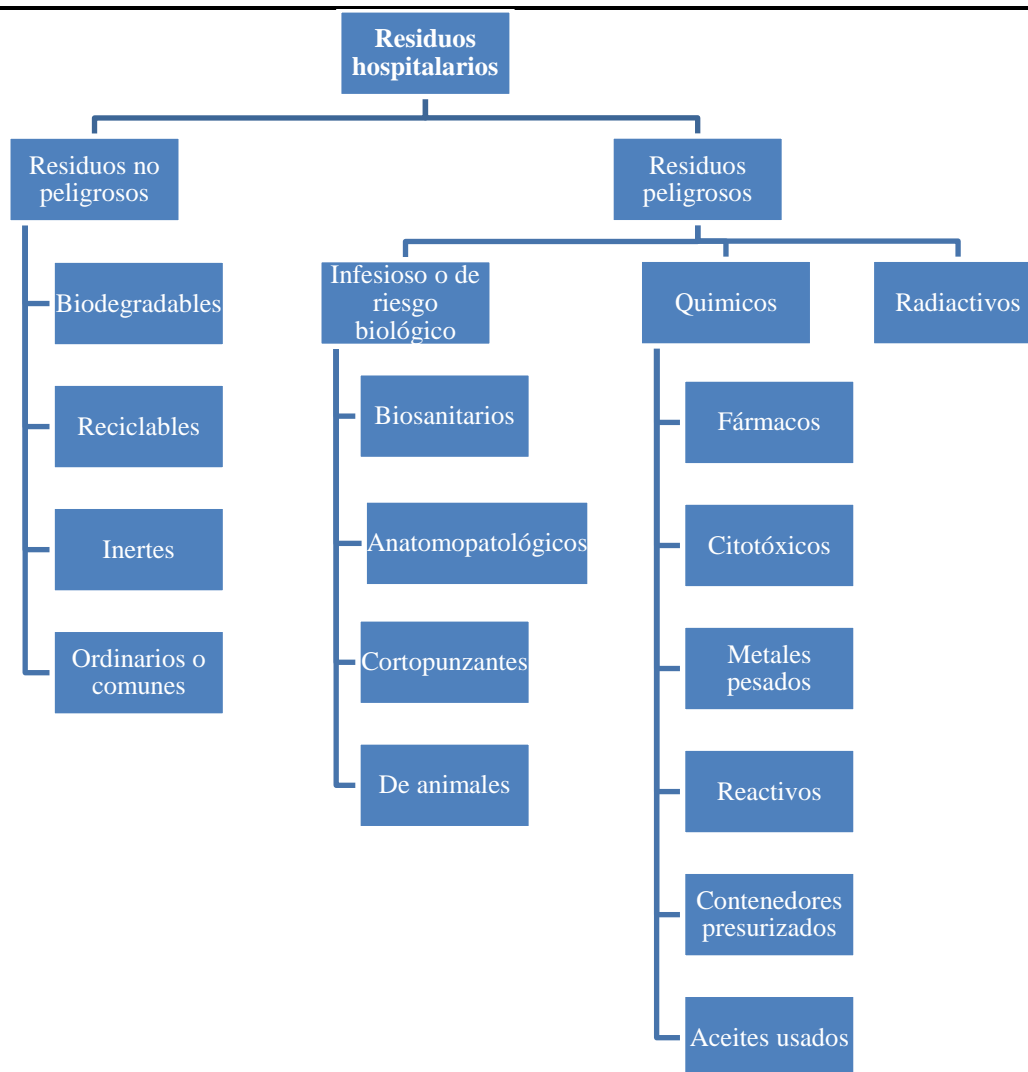 Residuos
hospitalarios
Residuos no
peligrosos
Biodegradables
Reciclables
Inertes
Ordinarios o
comunes
Residuos
peligrosos
Infesioso o de
riesgo
biológico
Biosanitarios
Anatomopatológicos
Cortopunzantes
De animales
Quimicos
Fármacos
Citotóxicos
Metales
pesados
Reactivos
Contenedores
presurizados
Aceites usados
Radiactivos